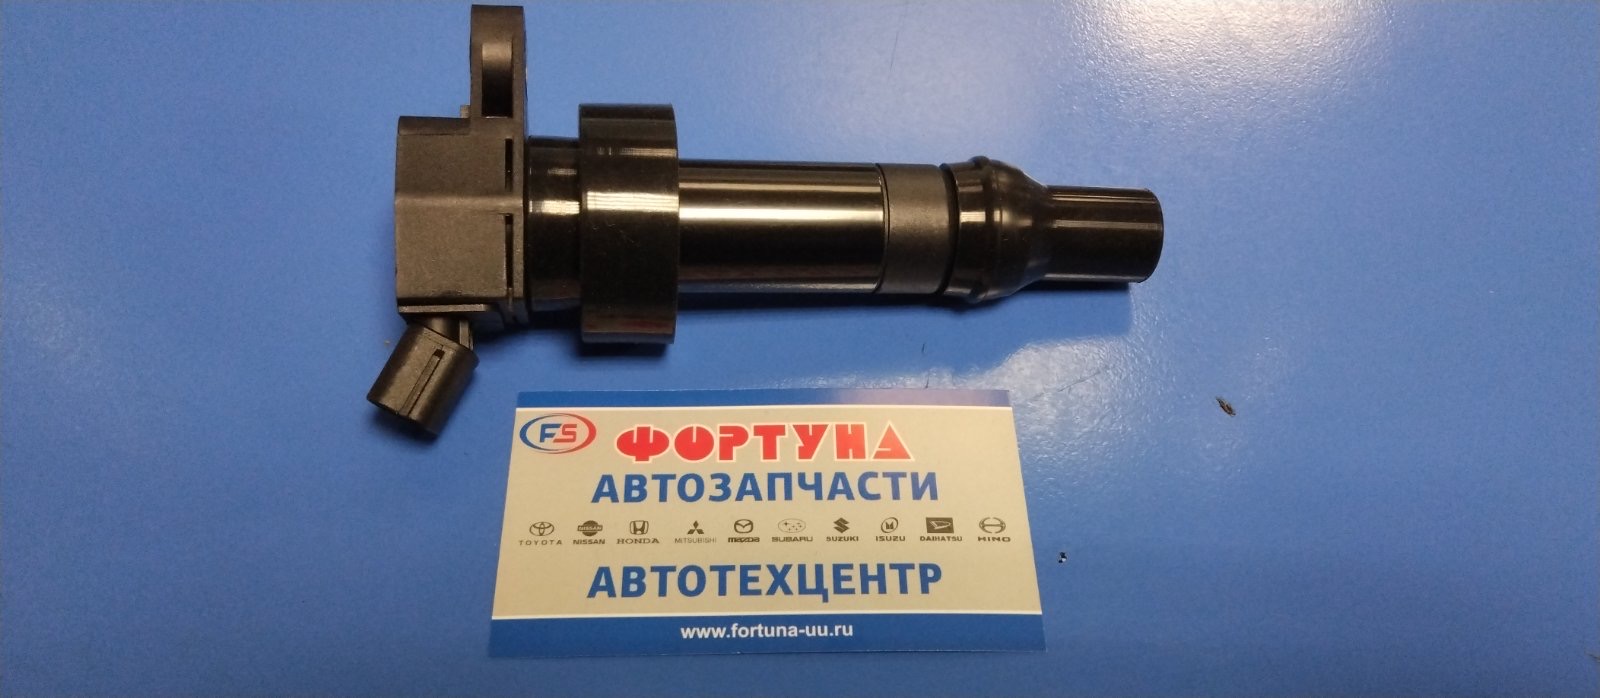 FS ФОРТУНА
АВТОЗАПЧАСТИ
TOYOTA NISSAN HONDA MITSUBISHI mazda SUBARU SUZUKI ISUZU DAIHATSU HINO
АВТОТЕХЦЕНТР
www.fortuna-uu.ru